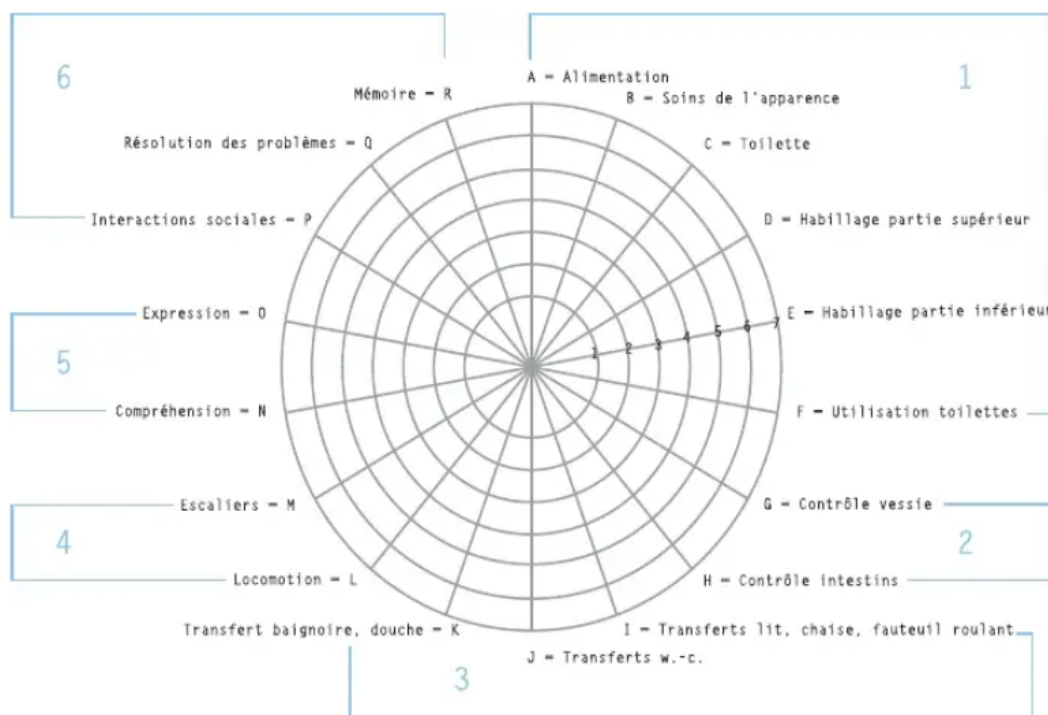 6
1
A - Alimentation
Mémoire - R
B - Soins de l'apparence
Résolution des problèmes - Q
C - Toilette
Interactions sociales - P
D - Habillage partie supérieur
Expression - O
E - Habillage partie inférieur
1 2 3 4 5 6 7
5
Compréhension - N
F - Utilisation toilettes
Escaliers - M
G - Contrôle vessie
4
2
Locomotion - L
H - Contrôle intestins
Transfert baignoire, douche - K
I - Transferts lit, chaise, fauteuil roulant
J - Transferts w.-c.
3